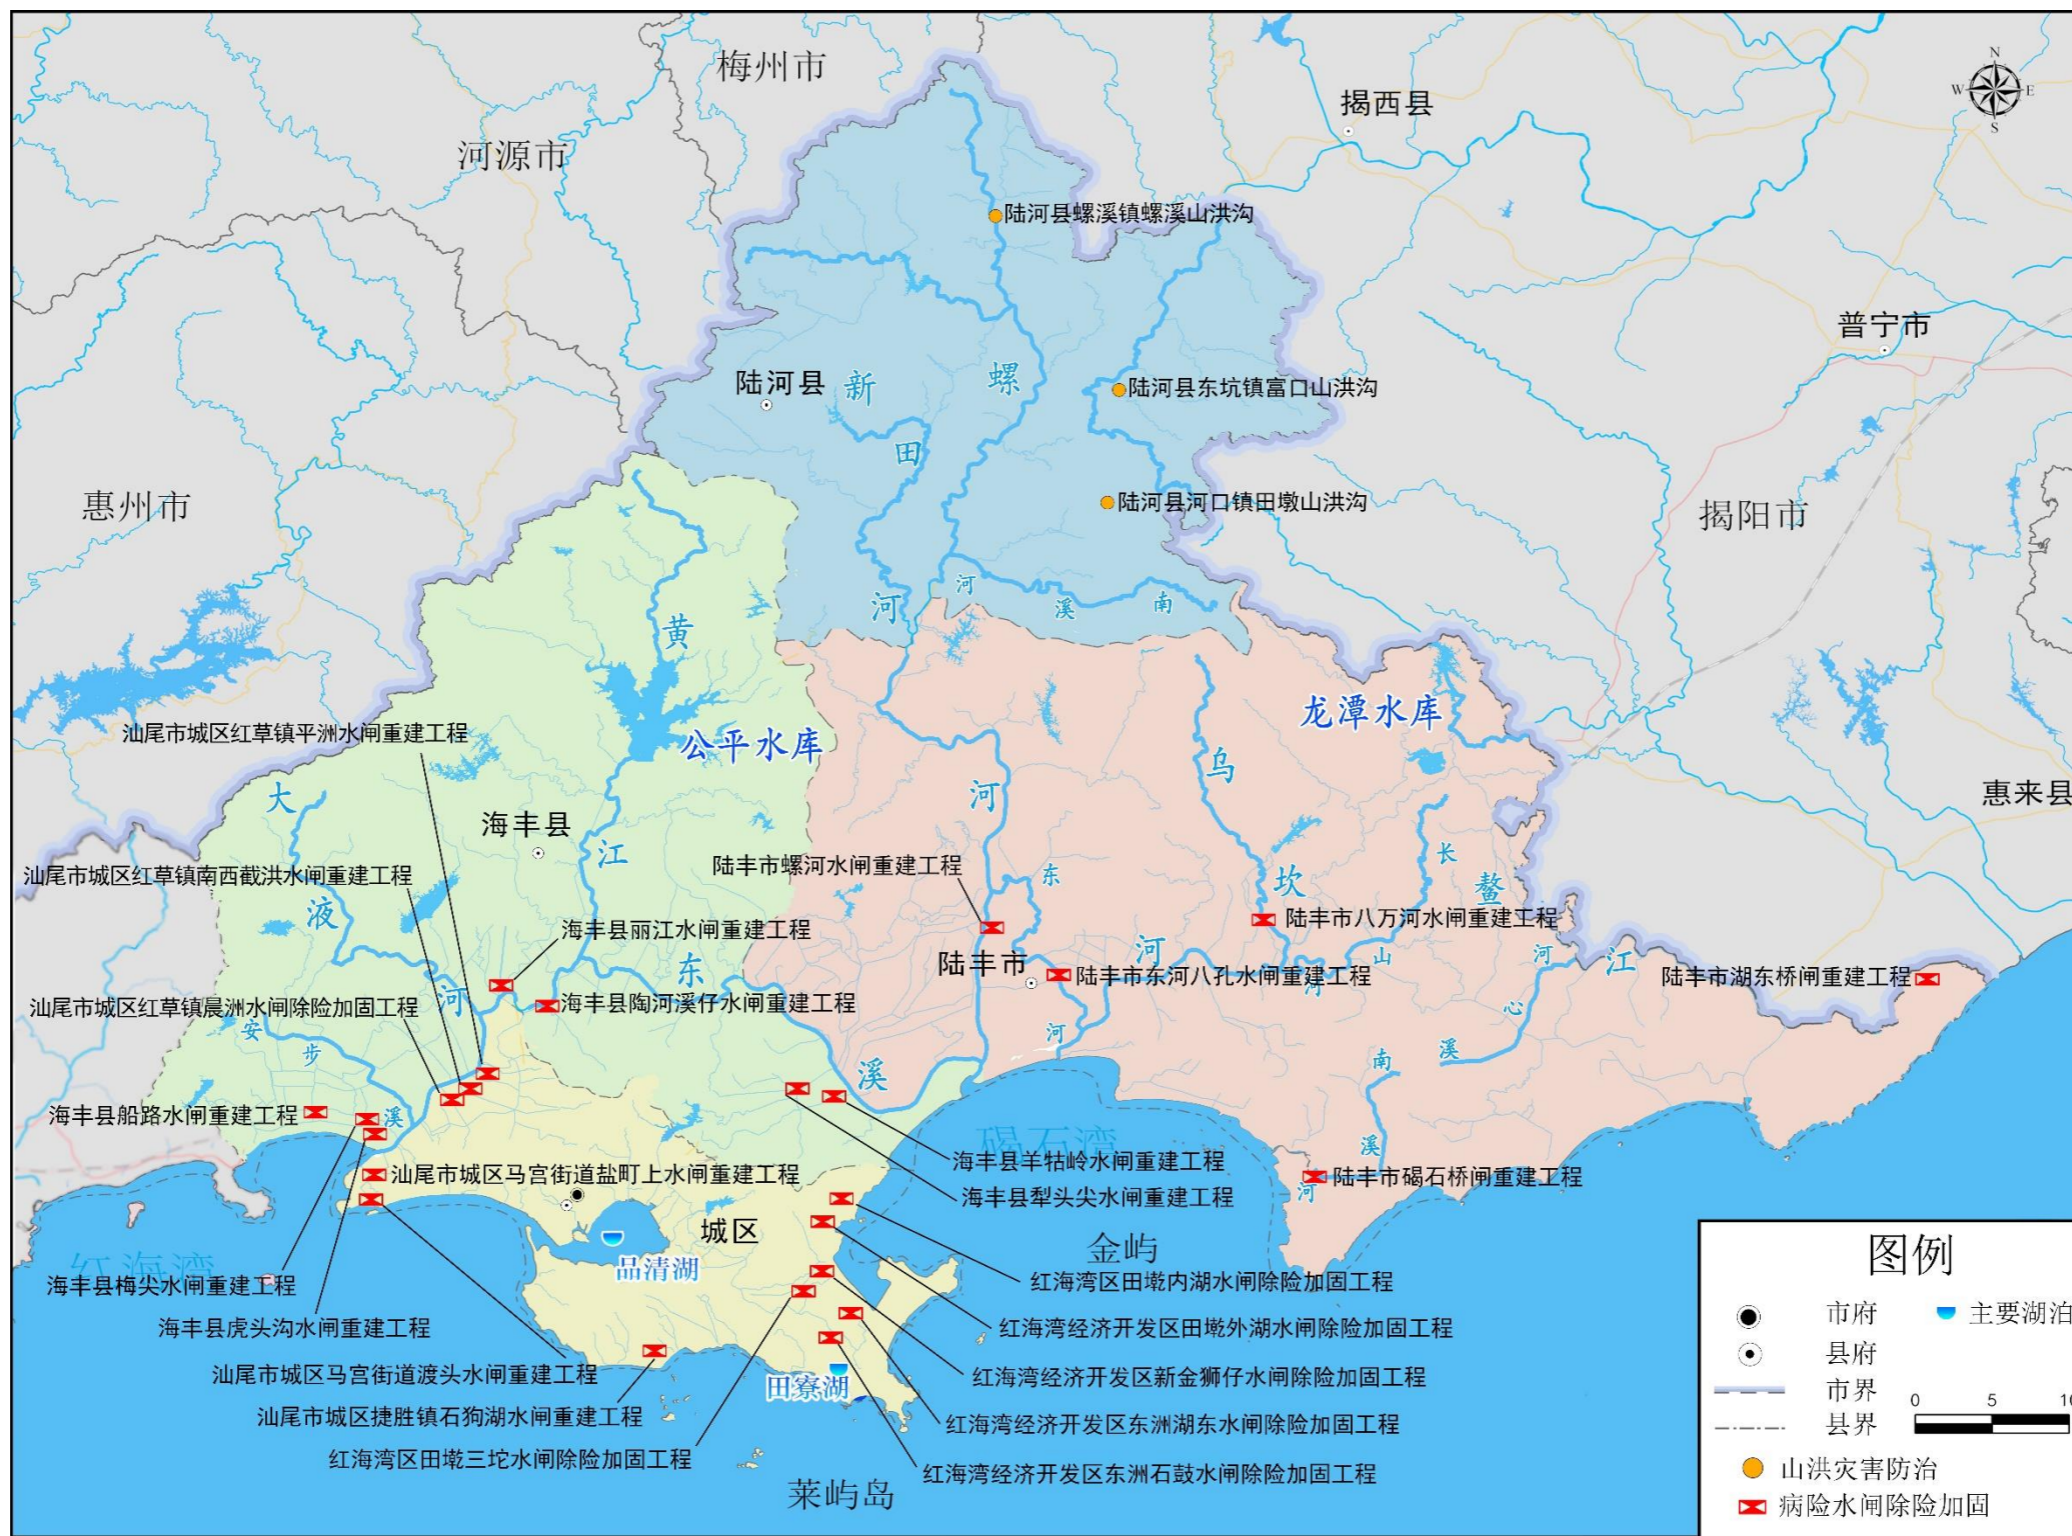 梅州市
N
W
E
S
揭西县
河源市
陆河县螺溪镇螺溪山洪沟
普宁市
陆河县
新
螺
陆河县东坑镇富口山洪沟
田
惠州市
陆河县河口镇田墩山洪沟
揭阳市
河
河
溪
南
黄
龙潭水库
汕尾市城区红草镇平洲水闸重建工程
公平水库
乌
大
河
惠来县
海丰县
江
陆丰市螺河水闸重建工程
东
长
汕尾市城区红草镇南西截洪水闸重建工程
坎
鳌
液
海丰县丽江水闸重建工程
陆丰市八万河水闸重建工程
东
陆丰市
河
山
河
江
陆丰市东河八孔水闸重建工程
陆丰市湖东桥闸重建工程
汕尾市城区红草镇晨洲水闸除险加固工程
河
海丰县陶河溪仔水闸重建工程
河
心
安
步
河
溪
溪
南
海丰县船路水闸重建工程
溪
碣石湾
溪
海丰县羊牯岭水闸重建工程
汕尾市城区马宫街道盐町上水闸重建工程
陆丰市碣石桥闸重建工程
河
海丰县犁头尖水闸重建工程
城区
金屿
红海湾
品清湖
海丰县梅尖水闸重建工程
红海湾区田墘内湖水闸除险加固工程
海丰县虎头沟水闸重建工程
红海湾经济开发区田墘外湖水闸除险加固工程
汕尾市城区马宫街道渡头水闸重建工程
红海湾经济开发区新金狮仔水闸除险加固工程
田寮湖
汕尾市城区捷胜镇石狗湖水闸重建工程
红海湾经济开发区东洲湖东水闸除险加固工程
红海湾区田墘三坨水闸除险加固工程
红海湾经济开发区东洲石鼓水闸除险加固工程
莱屿岛
图例
市府
主要湖泊
县府
市界
县界
0 5 10
山洪灾害防治
病险水闸除险加固